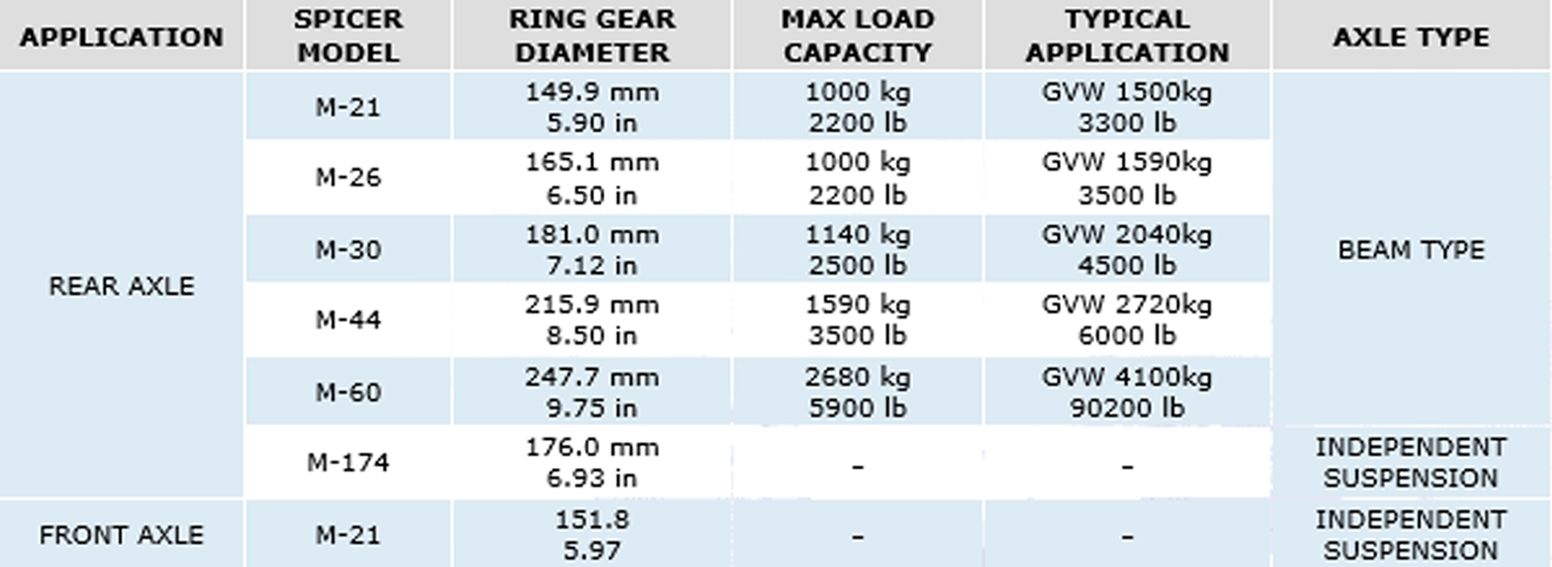 APPLICATION
SPICER
MODEL
RING GEAR
DIAMETER
MAX LOAD
CAPACITY
TYPICAL
APPLICATION
AXLE TYPE
REAR AXLE
M-21
149.9 mm
5.90 in
1000 kg
2200 lb
GVW 1500kg
3300 lb
BEAM TYPE
M-26
165.1 mm
6.50 in
1000 kg
2200 lb
GVW 1590kg
3500 lb
M-30
181.0 mm
7.12 in
1140 kg
2500 lb
GVW 2040kg
4500 lb
M-44
215.9 mm
8.50 in
1590 kg
3500 lb
GVW 2720kg
6000 lb
M-60
247.7 mm
9.75 in
2680 kg
5900 lb
GVW 4100kg
90200 lb
M-174
176.0 mm
6.93 in
–
–
INDEPENDENT
SUSPENSION
FRONT AXLE
M-21
151.8
5.97
–
–
INDEPENDENT
SUSPENSION